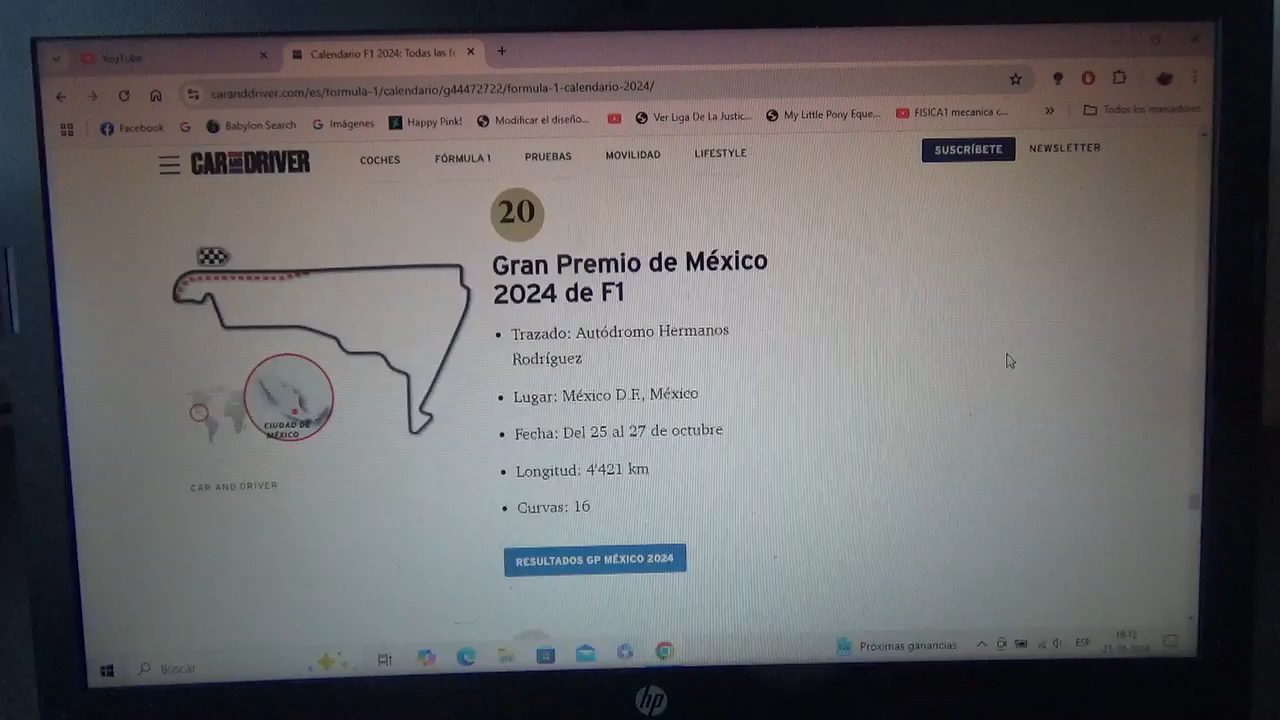 YouTube
Calendario F1 2024: Todas las f
caranddriver.com/es/formula-1/calendario/g44472722/formula-1-calendario-2024/
Facebook
Babylon Search
Imágenes
Happy Pink!
Modificar el diseño...
Ver Liga De La Justic...
My Little Pony Eque...
FISICA1 mecanica c...
Todos los marcadores
CAR AND DRIVER
COCHES
FÓRMULA 1
PRUEBAS
MOVILIDAD
LIFESTYLE
SUSCRÍBETE
NEWSLETTER
20
Gran Premio de México
2024 de F1
• Trazado: Autódromo Hermanos
Rodríguez
• Lugar: México D.F., México
• Fecha: Del 25 al 27 de octubre
• Longitud: 4'421 km
• Curvas: 16
CIUDAD DE
MÉXICO
CAR AND DRIVER
RESULTADOS GP MÉXICO 2024
Buscar
Próximas ganancias
ESP
hp